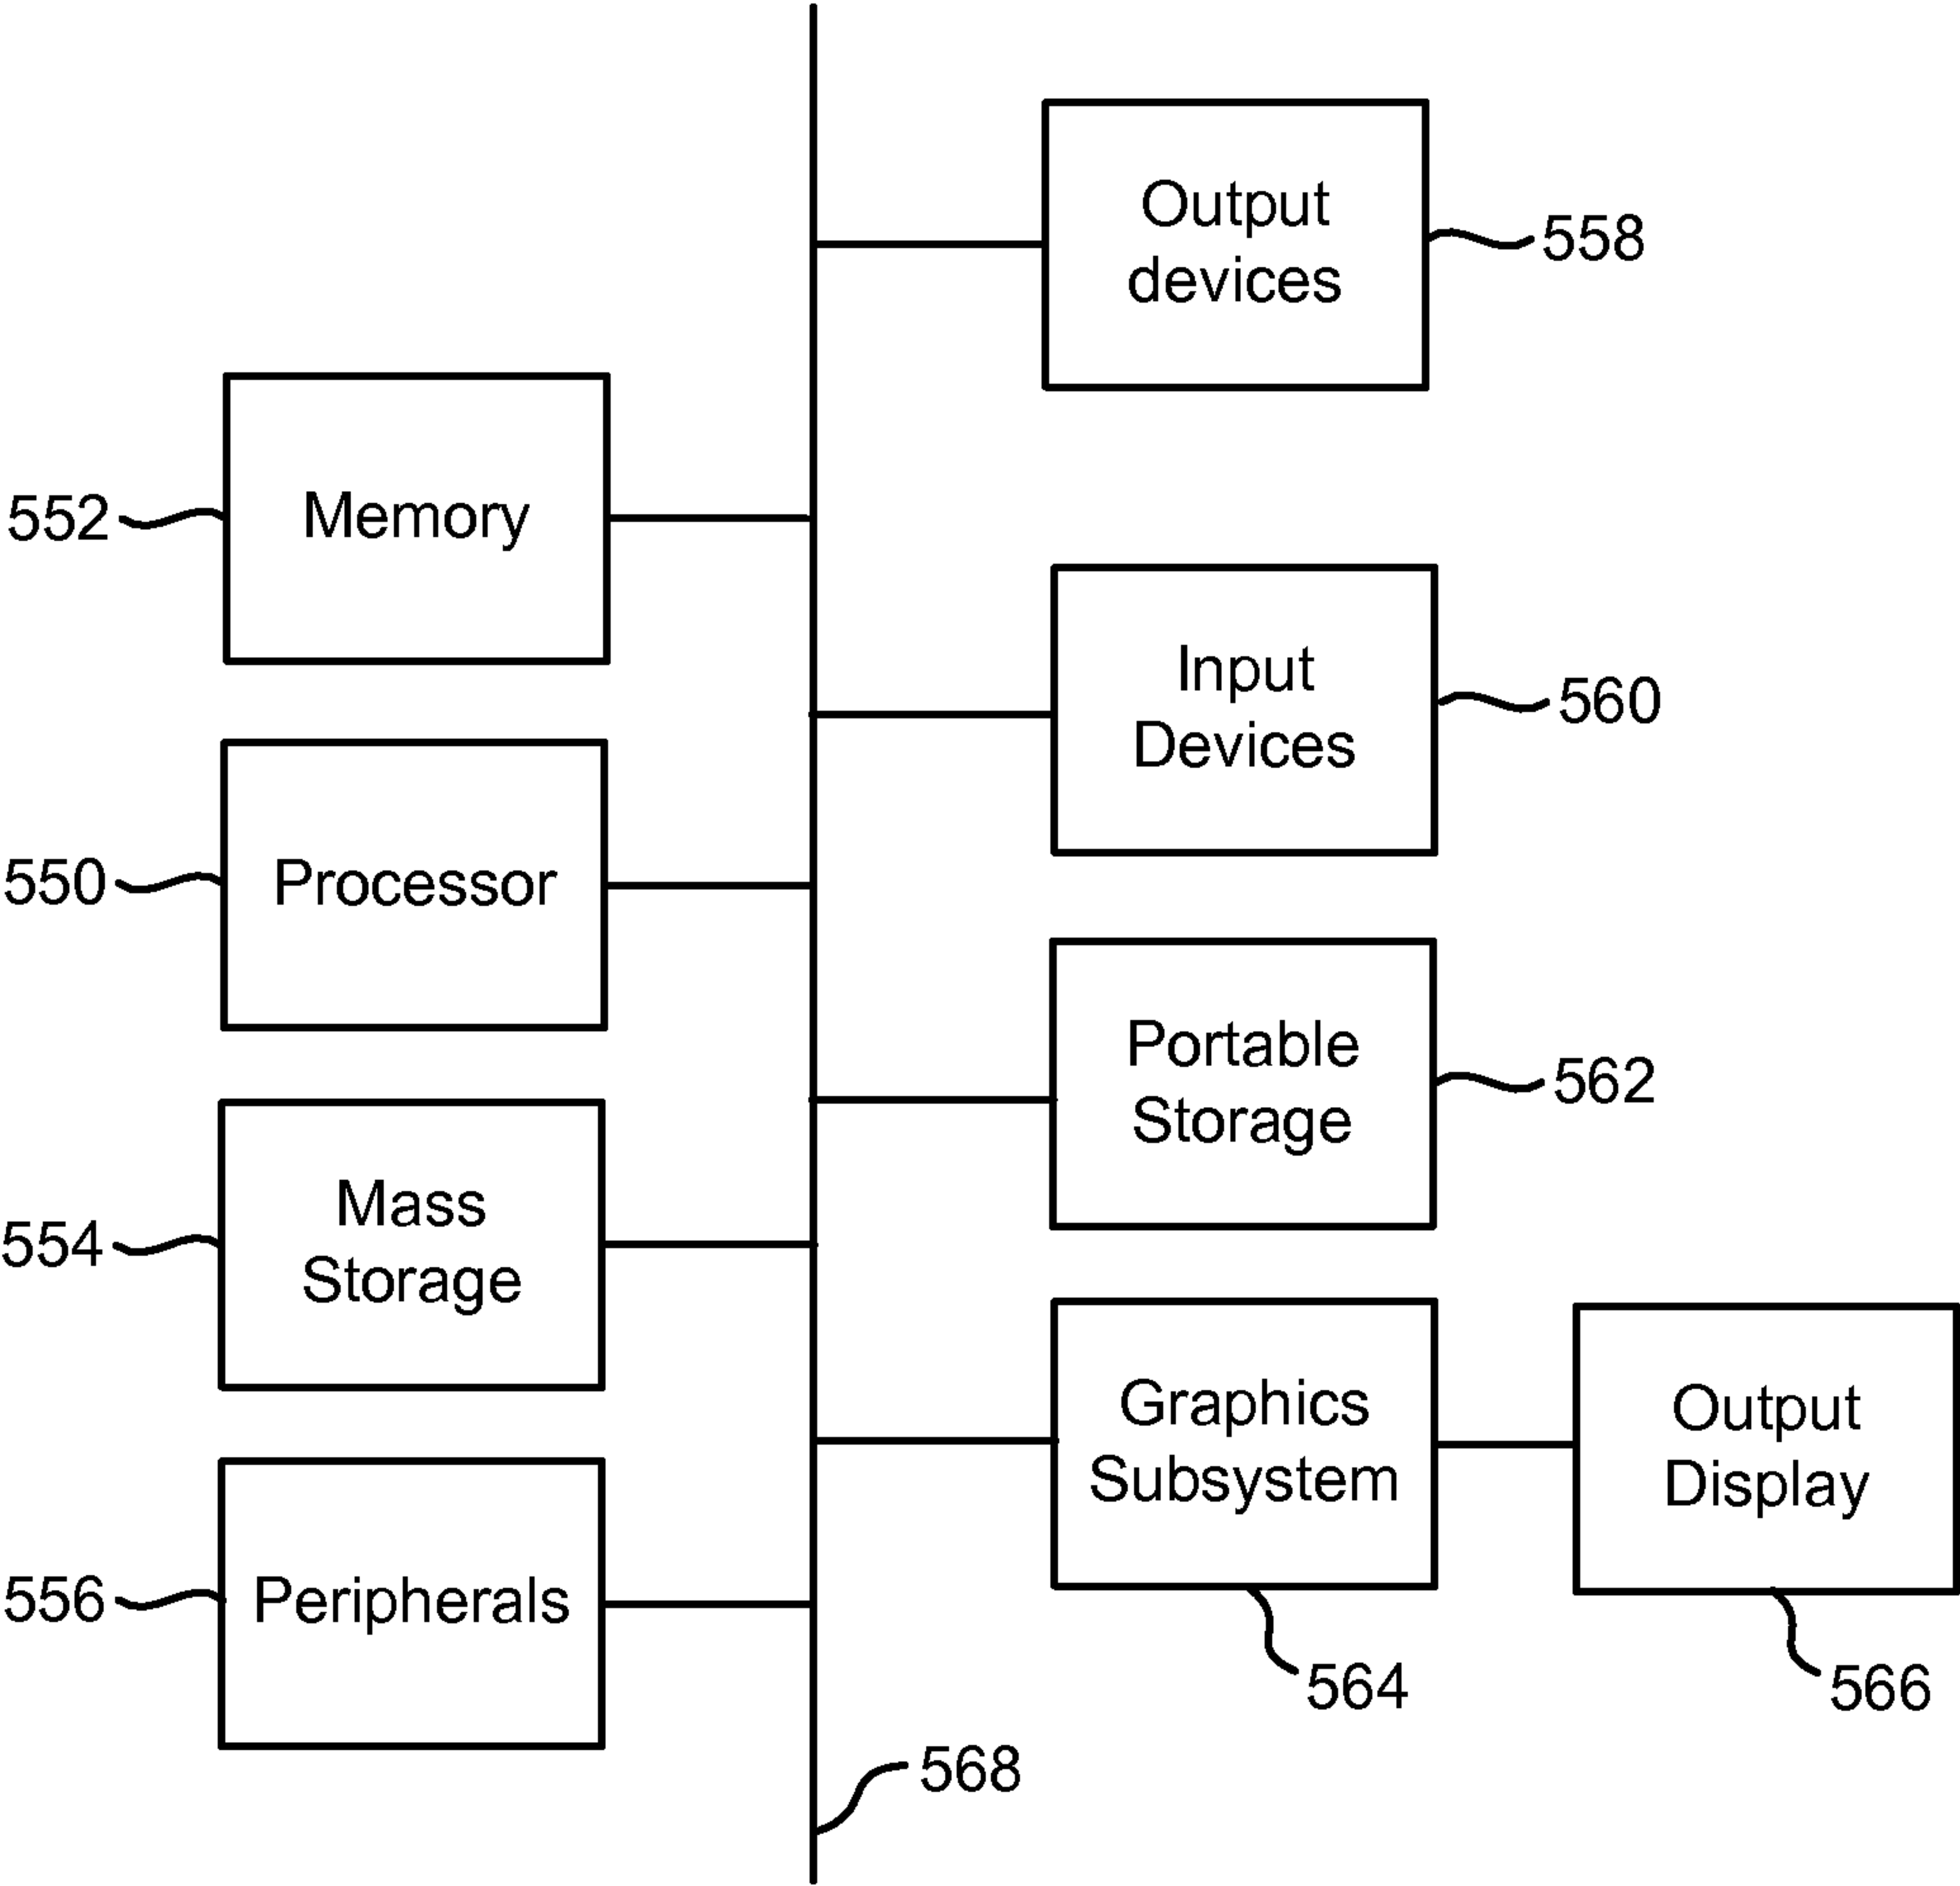 Output
devices
558
552
Memory
Input
Devices
560
550
Processor
Portable
Storage
562
554
Mass
Storage
Graphics
Subsystem
Output
Display
556
Peripherals
564
566
568